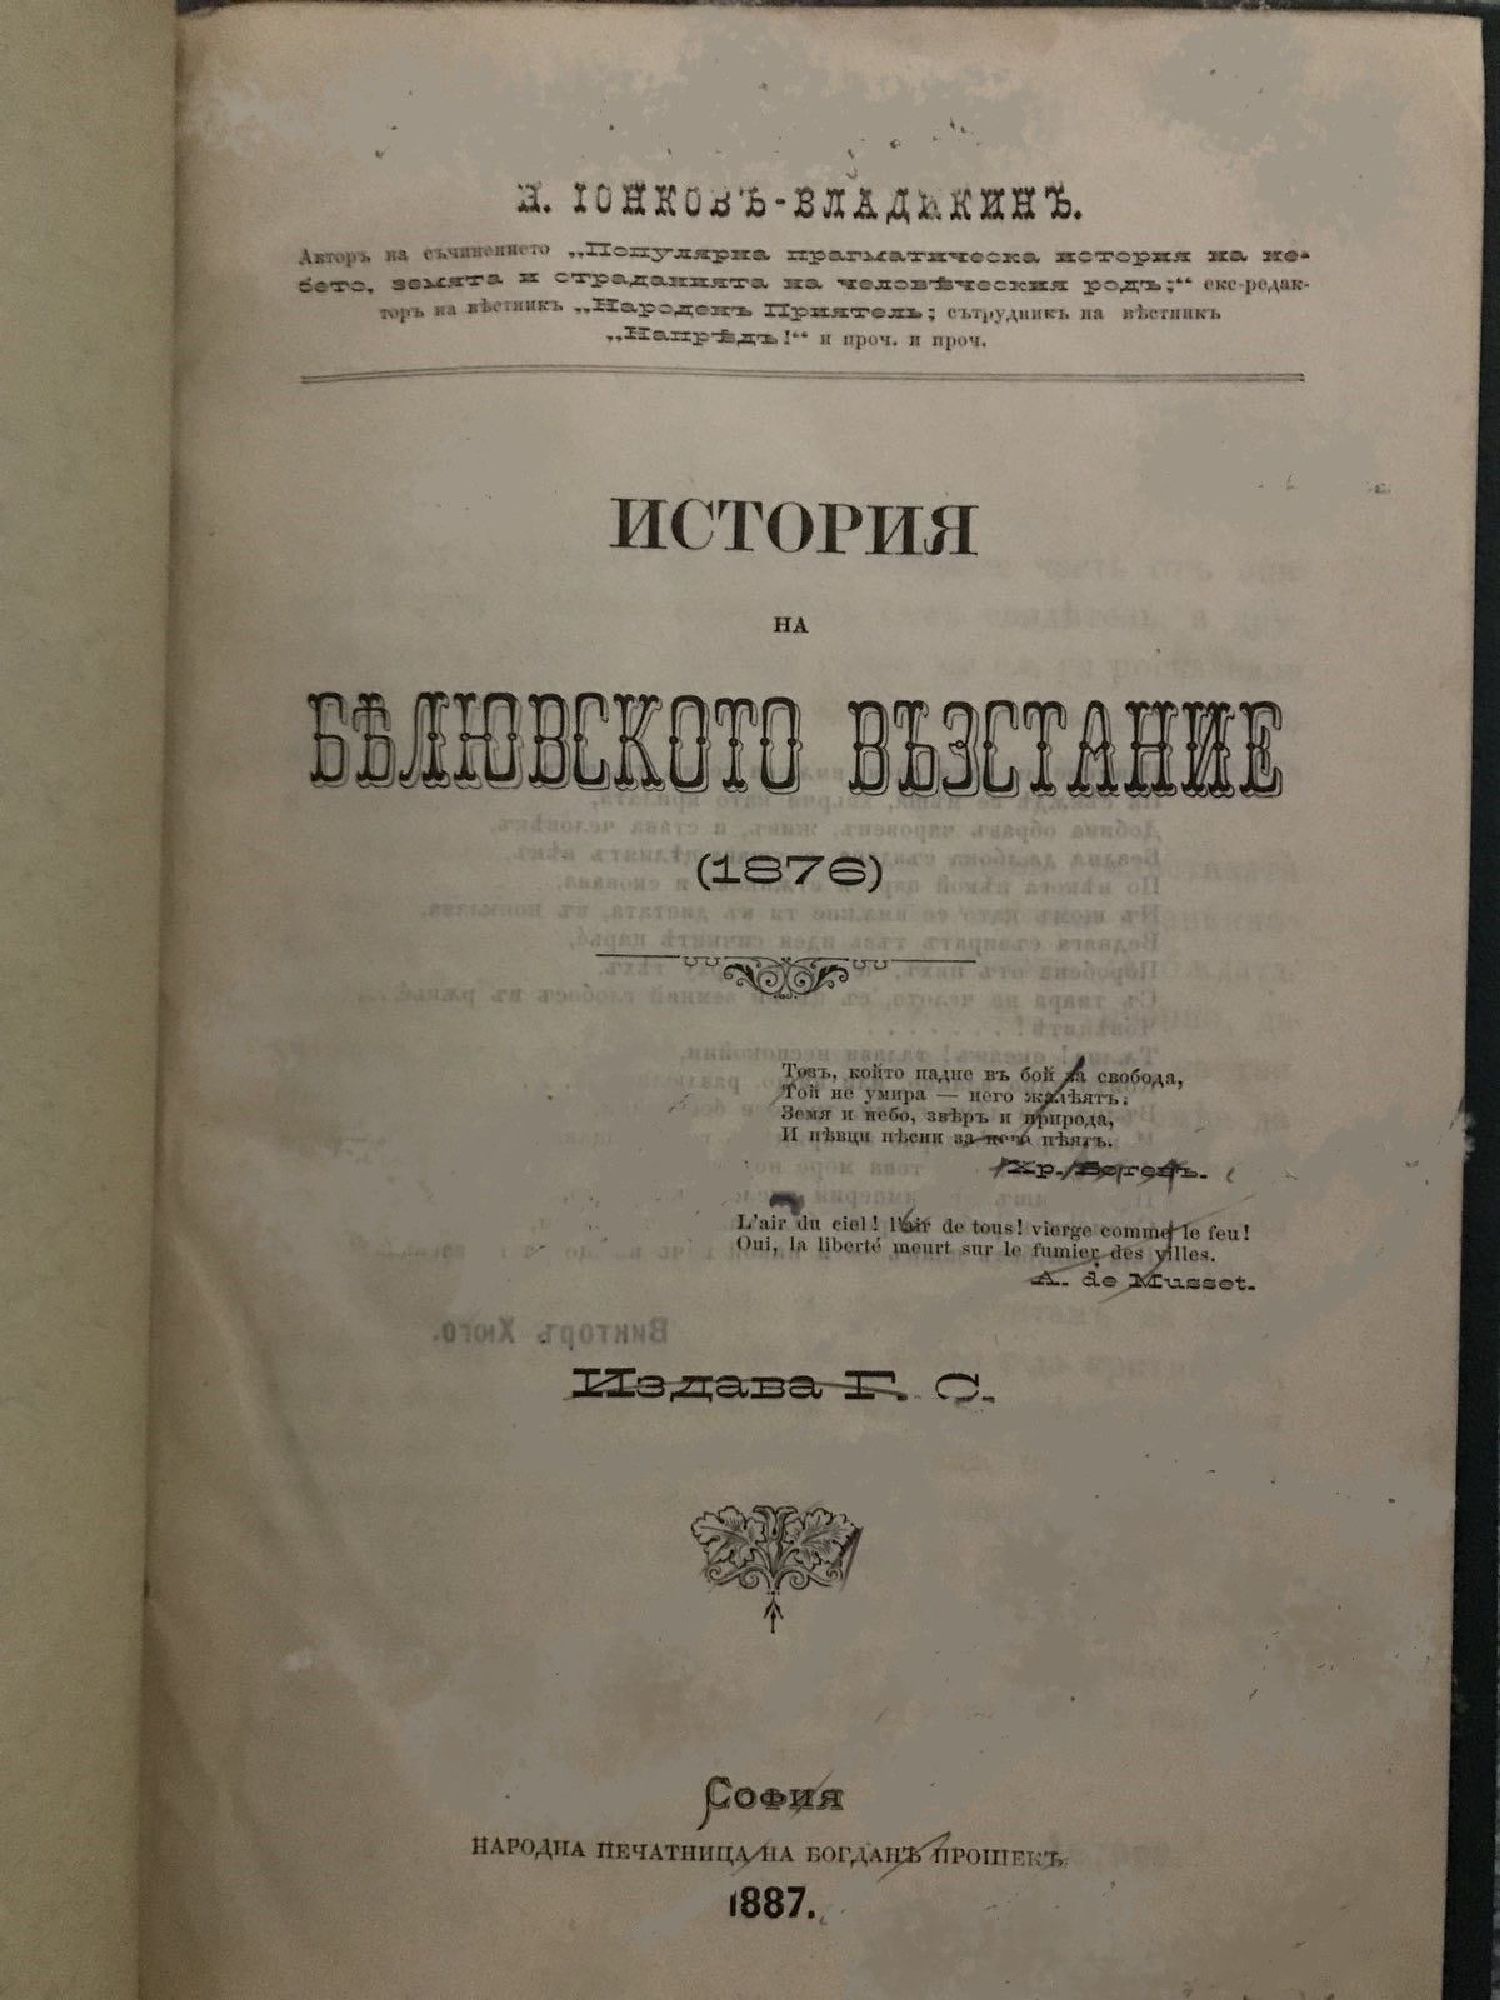 Н. ІОНКОВЪ-ВЛАДИКИНЪ.
Авторъ на съчинението „Популярна прагматическа история на не-
бето, земята и страданията на человѣческия родъ;“ екс-редак-
торъ на вѣстникъ „Народенъ Приятель; сътрудникъ на вѣстникъ
„Напрѣдъ!“ и проч. и проч.
ИСТОРИЯ
НА
БѢЛЮВСКОТО ВЪЗСТАНИЕ
(1876)
Тозъ, който падне въ бой за свобода,
Той не умира — него жалѣятъ:
Земя и небо, звѣръ и природа,
И пѣвци пѣсни за него пѣятъ.
Хр. Ботевъ.
L'air du ciel! l'air de tous! vierge comme le feu!
Oui, la liberté meurt sur le fumier des villes.
A. de Musset.
Издава Г. С.
София
НАРОДНА ПЕЧАТНИЦА НА БОГДАНЪ ПРОШЕКЪ
1887.